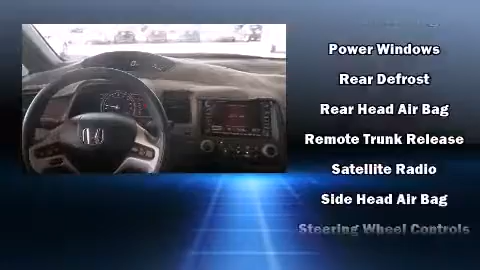 Power Windows
Rear Defrost
Rear Head Air Bag
Remote Trunk Release
Satellite Radio
Side Head Air Bag
Steering Wheel Controls